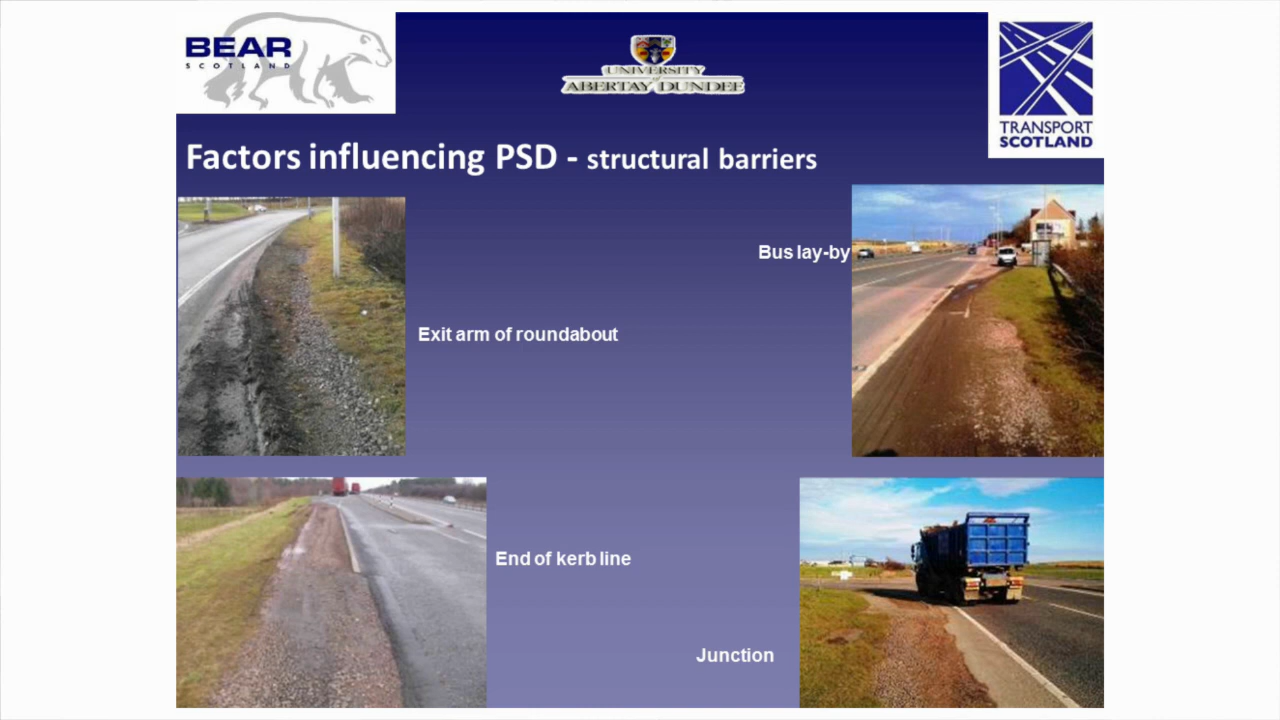 BEAR
SCOTLAND
UNIVERSITY
of
ABERTAY DUNDEE
TRANSPORT
SCOTLAND
Factors influencing PSD - structural barriers
Bus lay-by
Exit arm of roundabout
End of kerb line
Junction